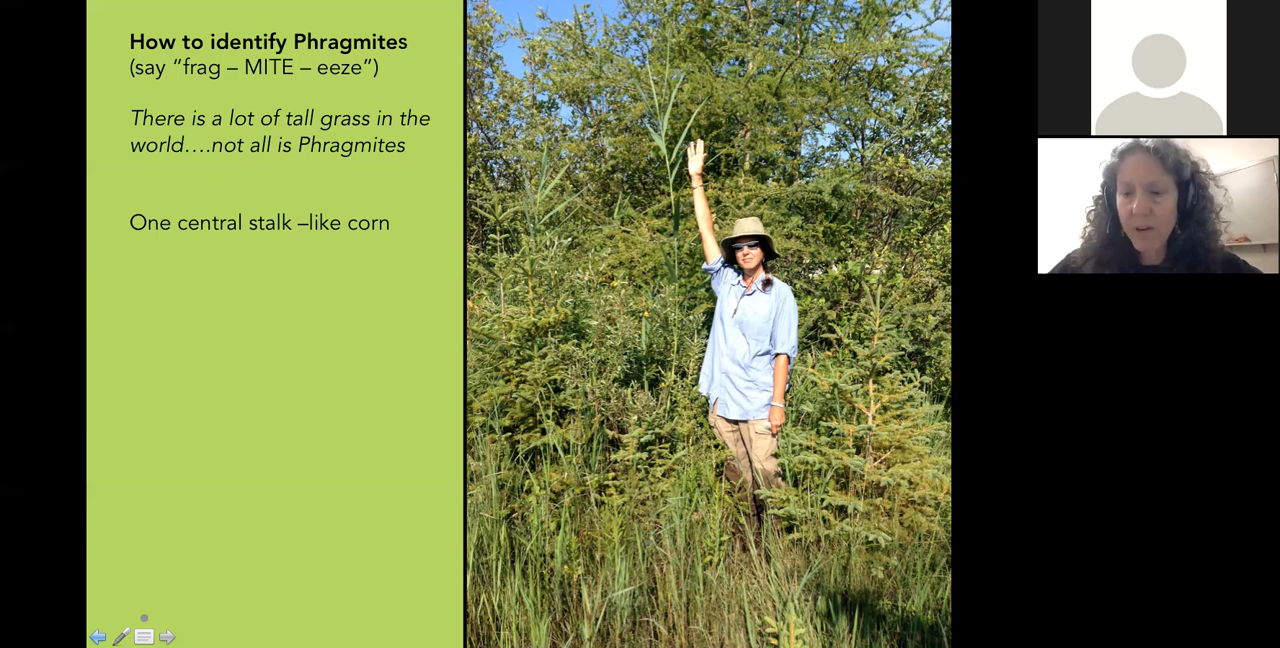 How to identify Phragmites
(say “frag – MITE – eeze”)
There is a lot of tall grass in the
world….not all is Phragmites
One central stalk –like corn